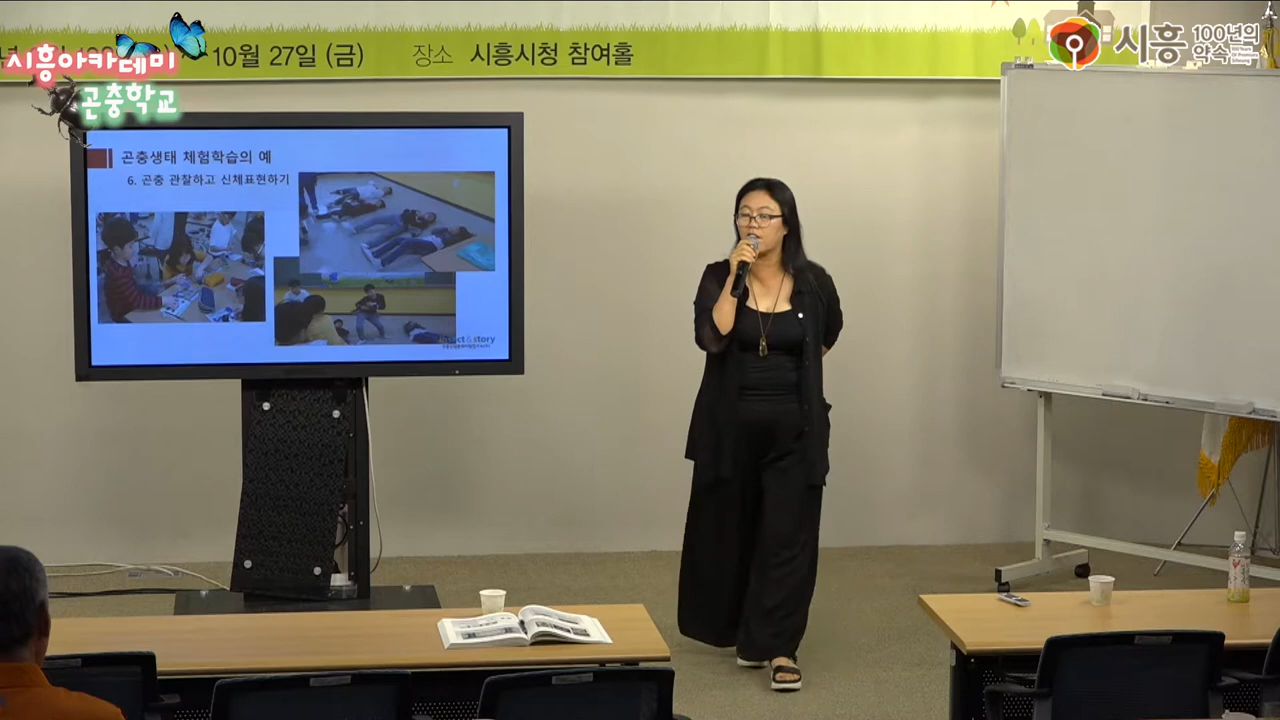 10월 27일 (금) 장소 시흥시청 참여홀
시흥아카데미
곤충학교
시흥 100년의
약속
곤충생태 체험학습의 예
6. 곤충 관찰하고 신체표현하기
&story